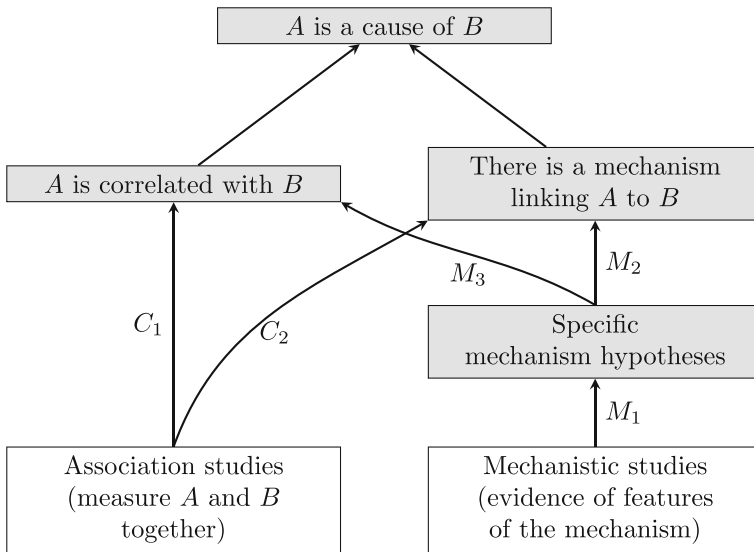 A is a cause of B
A is correlated with B
There is a mechanism
linking A to B
M₃
M₂
C₁
C₂
Specific
mechanism hypotheses
M₁
Association studies
(measure A and B
together)
Mechanistic studies
(evidence of features
of the mechanism)